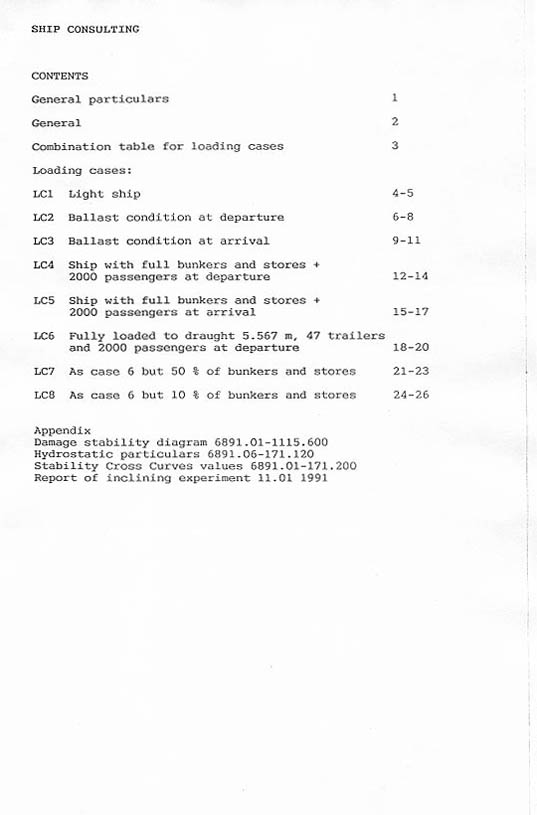 SHIP CONSULTING
CONTENTS
General particulars 1
General 2
Combination table for loading cases 3
Loading cases:
LC1 Light ship 4-5
LC2 Ballast condition at departure 6-8
LC3 Ballast condition at arrival 9-11
LC4 Ship with full bunkers and stores +
2000 passengers at departure 12-14
LC5 Ship with full bunkers and stores +
2000 passengers at arrival 15-17
LC6 Fully loaded to draught 5.567 m, 47 trailers
and 2000 passengers at departure 18-20
LC7 As case 6 but 50 % of bunkers and stores 21-23
LC8 As case 6 but 10 % of bunkers and stores 24-26
Appendix
Damage stability diagram 6891.01-1115.600
Hydrostatic particulars 6891.06-171.120
Stability Cross Curves values 6891.01-171.200
Report of inclining experiment 11.01 1991